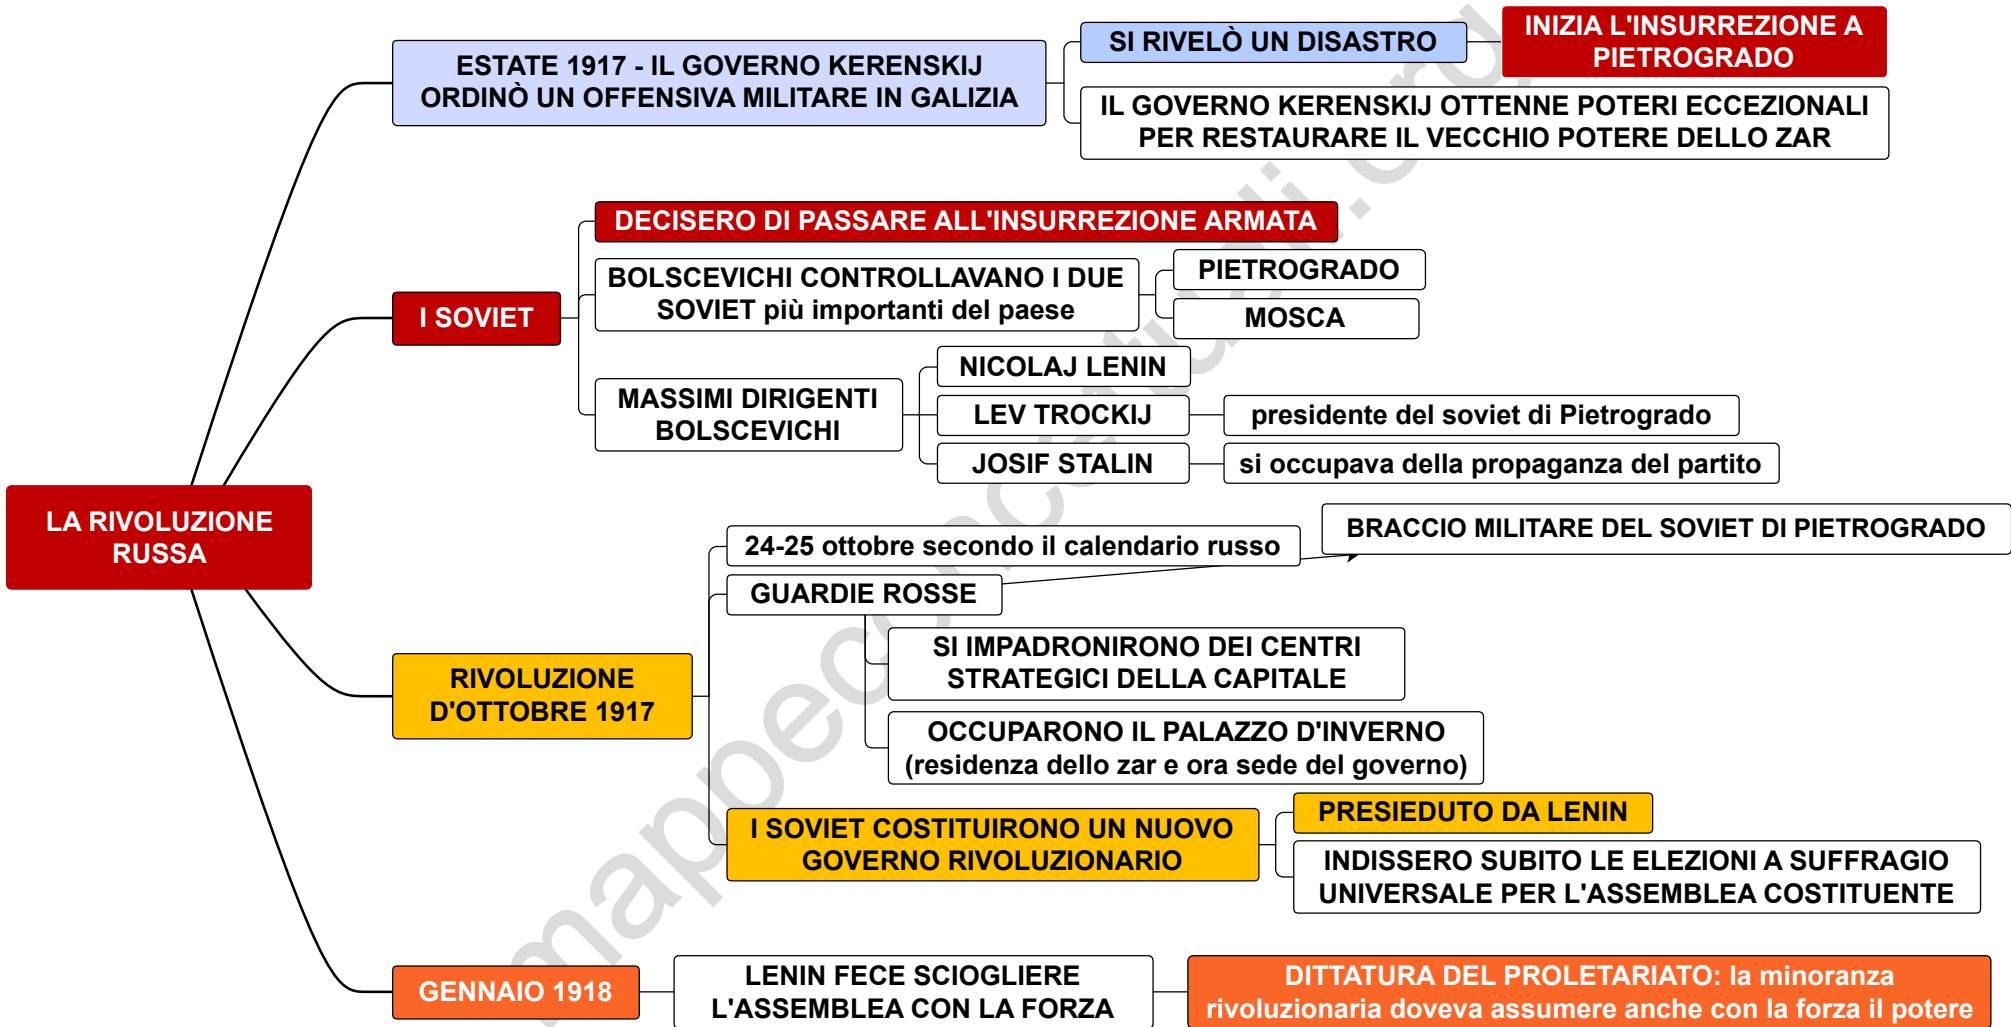 LA RIVOLUZIONE
RUSSA
ESTATE 1917 - IL GOVERNO KERENSKIJ
ORDINÒ UN OFFENSIVA MILITARE IN GALIZIA
SI RIVELÒ UN DISASTRO
INIZIA L'INSURREZIONE A
PIETROGRADO
IL GOVERNO KERENSKIJ OTTENNE POTERI ECCEZIONALI
PER RESTAURARE IL VECCHIO POTERE DELLO ZAR
I SOVIET
DECISERO DI PASSARE ALL'INSURREZIONE ARMATA
BOLSCEVICHI CONTROLLAVANO I DUE
SOVIET più importanti del paese
PIETROGRADO
MOSCA
MASSIMI DIRIGENTI
BOLSCEVICHI
NICOLAJ LENIN
LEV TROCKIJ
presidente del soviet di Pietrogrado
JOSIF STALIN
si occupava della propaganza del partito
RIVOLUZIONE
D'OTTOBRE 1917
24-25 ottobre secondo il calendario russo
GUARDIE ROSSE
BRACCIO MILITARE DEL SOVIET DI PIETROGRADO
SI IMPADRONIRONO DEI CENTRI
STRATEGICI DELLA CAPITALE
OCCUPARONO IL PALAZZO D'INVERNO
(residenza dello zar e ora sede del governo)
I SOVIET COSTITUIRONO UN NUOVO
GOVERNO RIVOLUZIONARIO
PRESIEDUTO DA LENIN
INDISSERO SUBITO LE ELEZIONI A SUFFRAGIO
UNIVERSALE PER L'ASSEMBLEA COSTITUENTE
GENNAIO 1918
LENIN FECE SCIOGLIERE
L'ASSEMBLEA CON LA FORZA
DITTATURA DEL PROLETARIATO: la minoranza
rivoluzionaria doveva assumere anche con la forza il potere